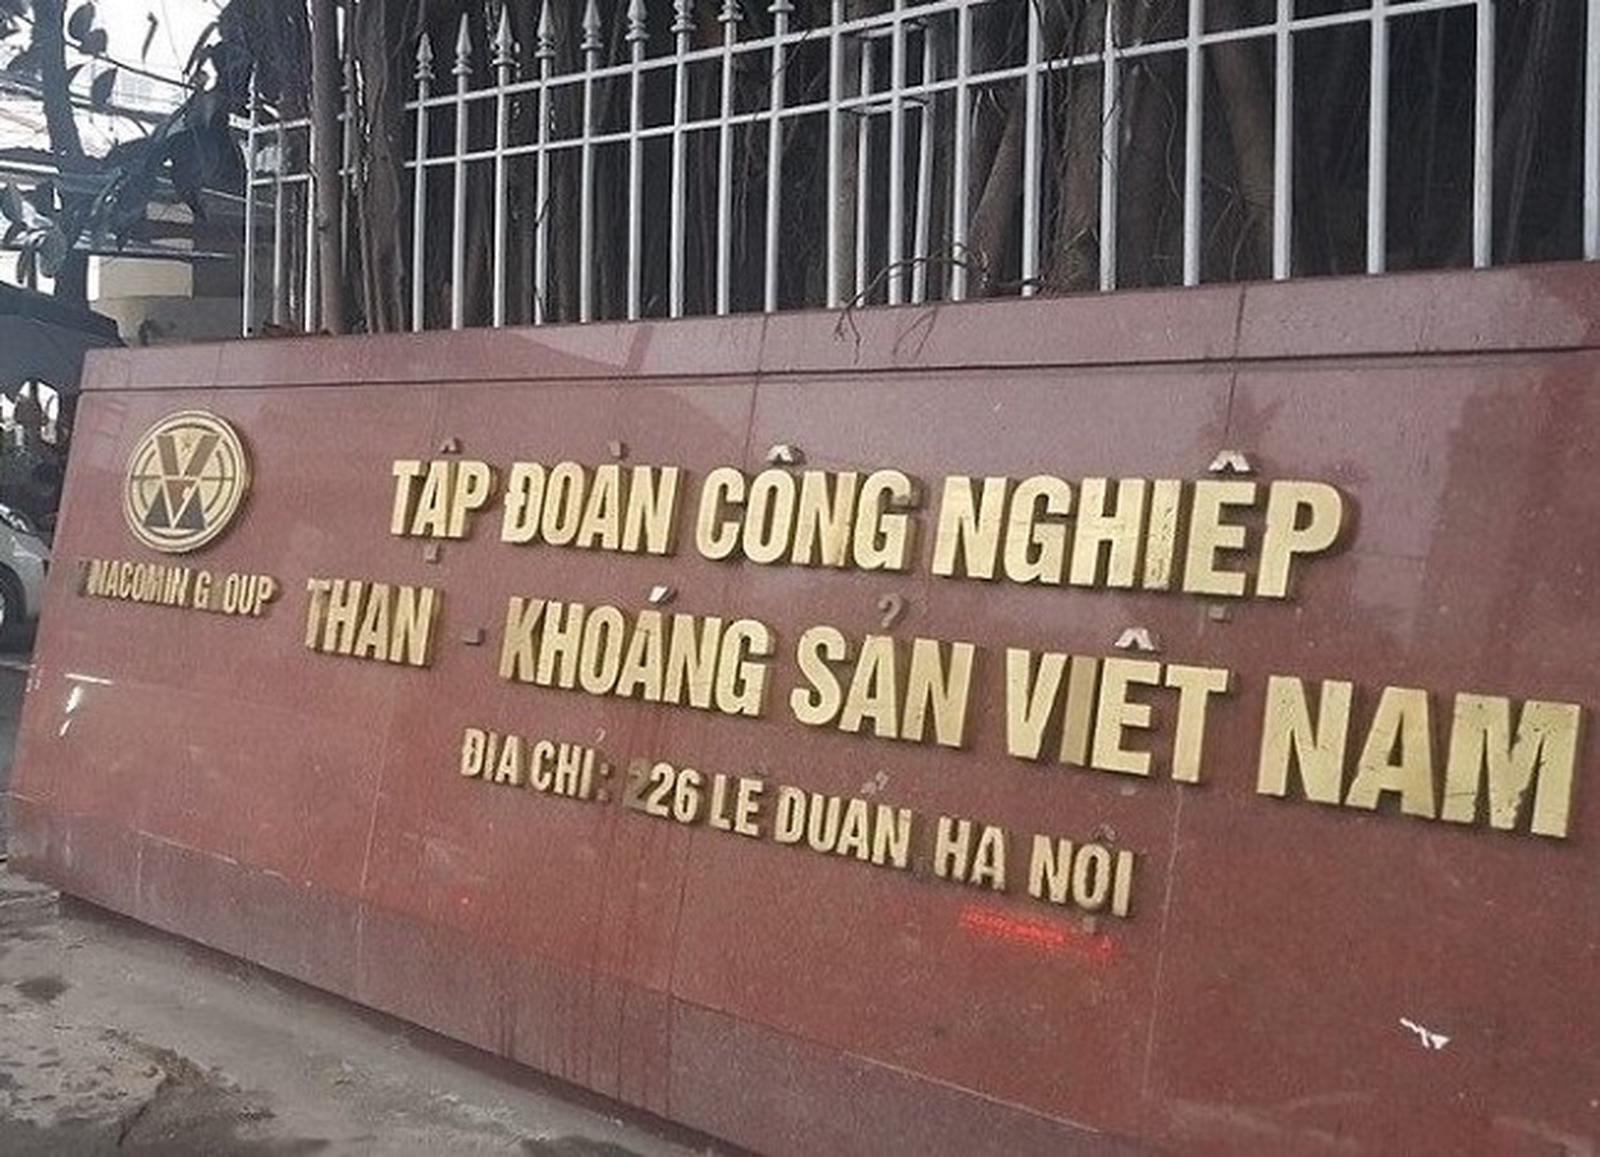 TẬP ĐOÀN CÔNG NGHIỆP
THAN - KHOÁNG SẢN VIỆT NAM
ĐỊA CHỈ: 226 LÊ DUẨN HÀ NỘI
VINACOMIN GROUP